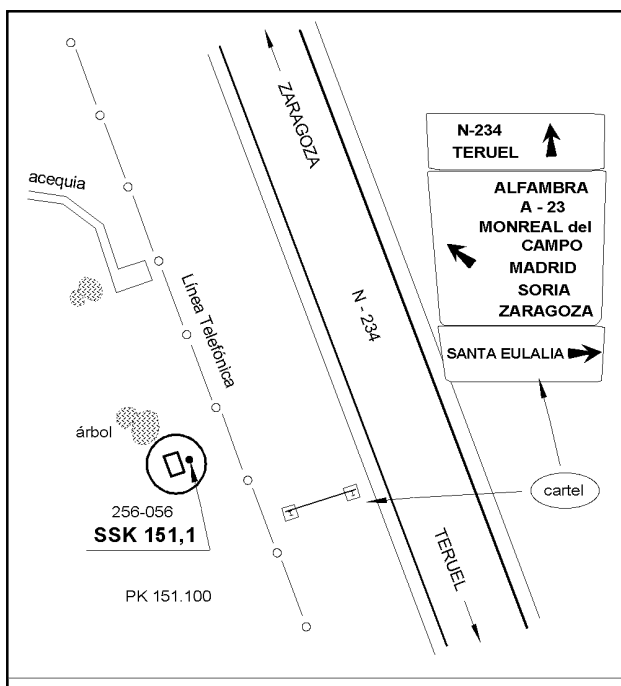 ZARAGOZA
N-234
TERUEL
ALFAMBRA
A - 23
MONREAL del
CAMPO
MADRID
SORIA
ZARAGOZA
SANTA EULALIA
acequia
Línea Telefónica
N - 234
árbol
cartel
256-056
SSK 151,1
TERUEL
PK 151.100